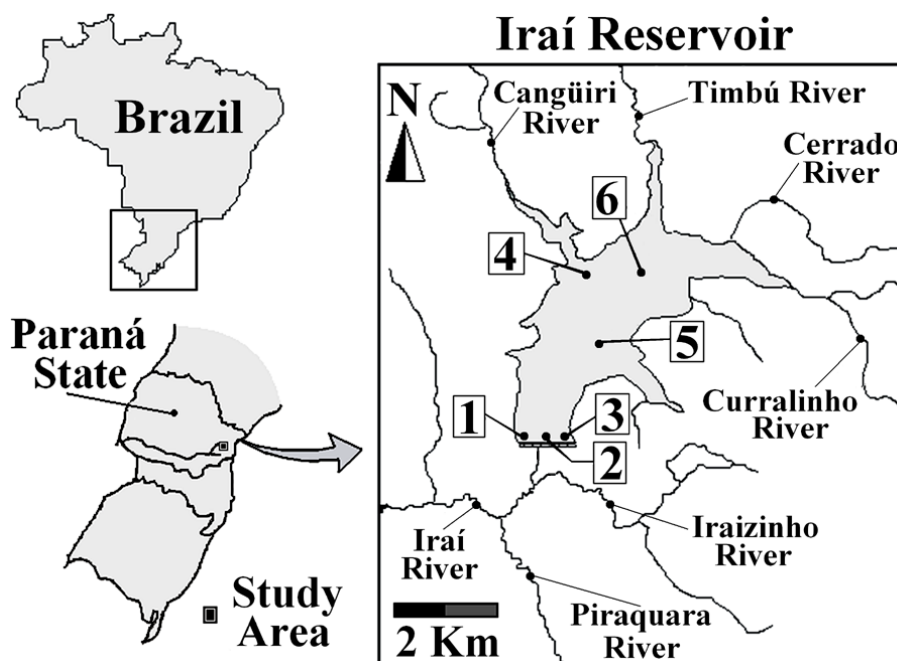 Iraí Reservoir
Brazil
N
Cangüiri
River
Timbú River
Cerrado
River
6
4
5
Paraná
State
Curralinho
River
1
3
2
Iraí
River
Iraizinho
River
Piraquara
River
2 Km
Study
Area